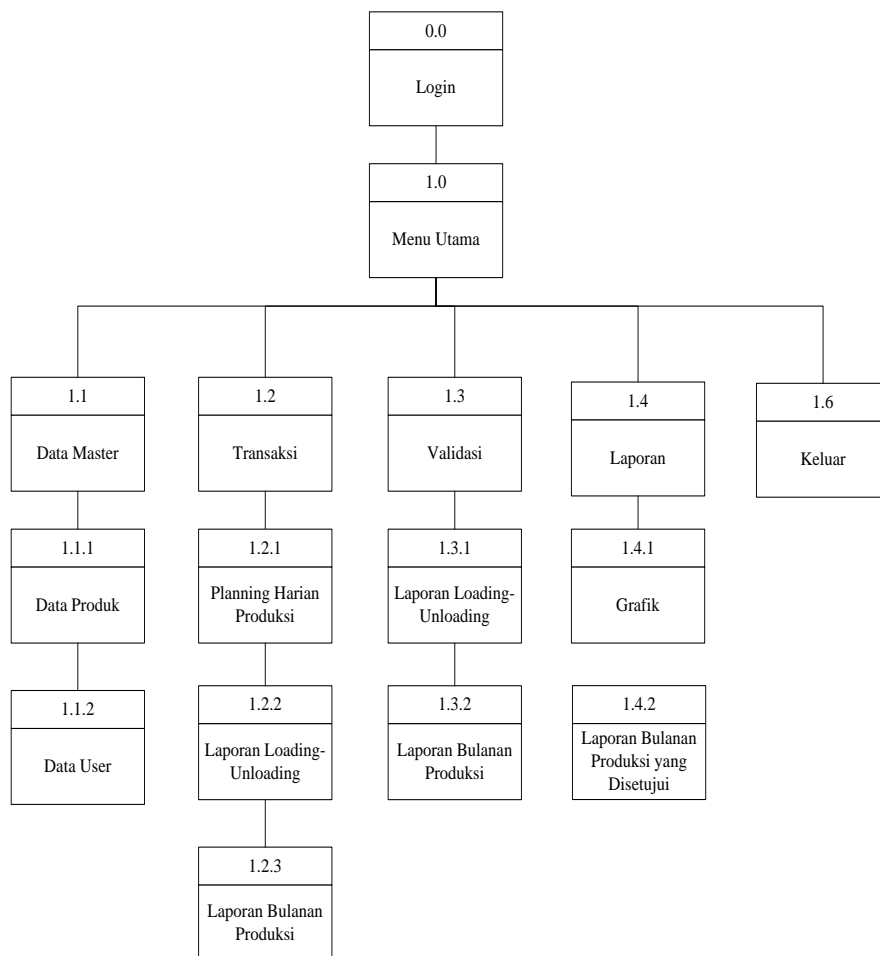 0.0
Login
1.0
Menu Utama
1.1
Data Master
1.2
Transaksi
1.3
Validasi
1.4
Laporan
1.6
Keluar
1.1.1
Data Produk
1.2.1
Planning Harian
Produksi
1.3.1
Laporan Loading-
Unloading
1.4.1
Grafik
1.1.2
Data User
1.2.2
Laporan Loading-
Unloading
1.3.2
Laporan Bulanan
Produksi
1.4.2
Laporan Bulanan
Produksi yang
Disetujui
1.2.3
Laporan Bulanan
Produksi